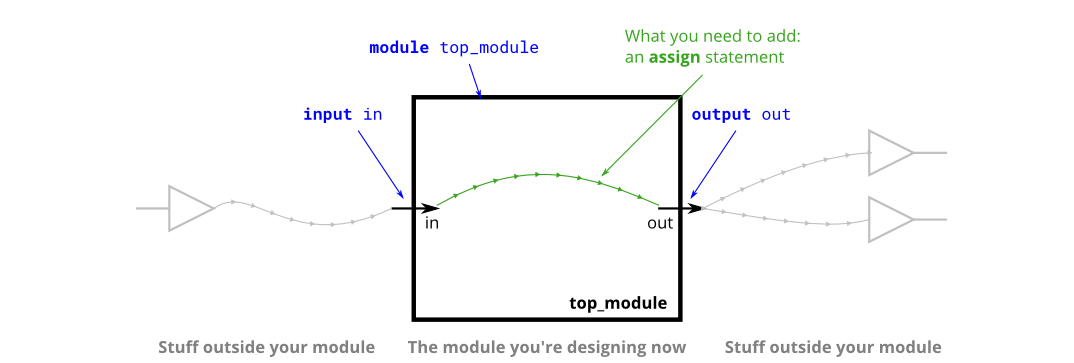 What you need to add:
an assign statement
module top_module
input in
output out
in
out
top_module
Stuff outside your module
The module you're designing now
Stuff outside your module